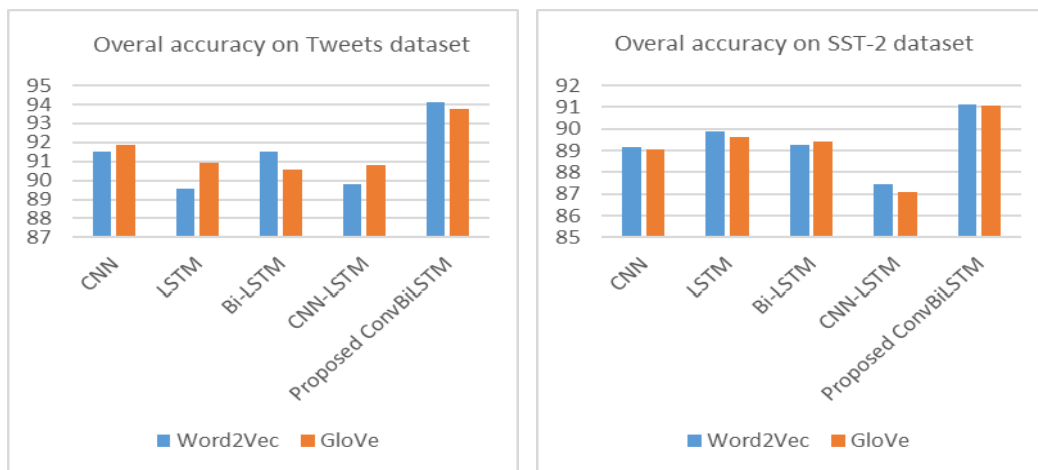 Overal accuracy on Tweets dataset
95
94
93
92
91
90
89
88
87
CNN
LSTM
Bi-LSTM
CNN-LSTM
Proposed ConvBiLSTM
Word2Vec GloVe
Overal accuracy on SST-2 dataset
92
91
90
89
88
87
86
85
CNN
LSTM
Bi-LSTM
CNN-LSTM
Proposed ConvBiLSTM
Word2Vec GloVe